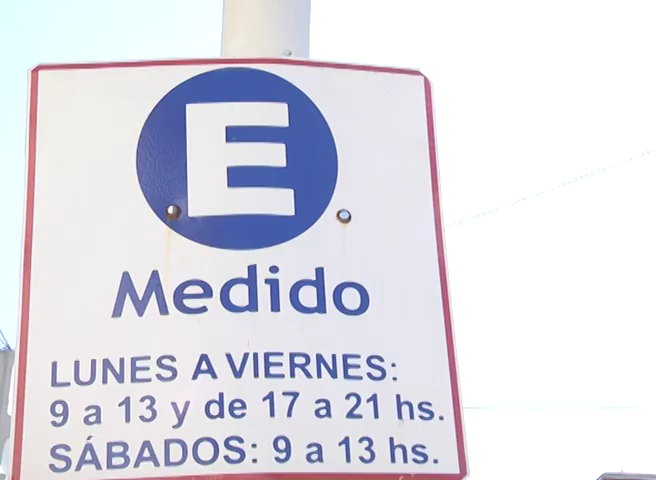 E
Medido
LUNES A VIERNES:
9 a 13 y de 17 a 21 hs.
SÁBADOS: 9 a 13 hs.